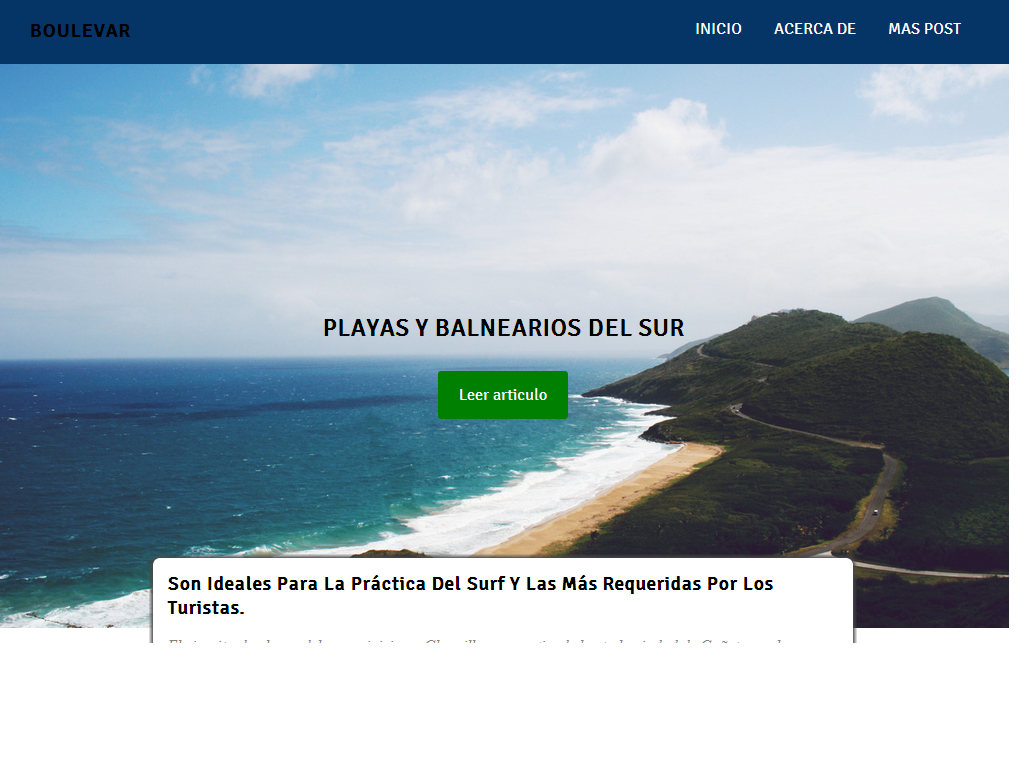 BOULEVAR
INICIO ACERCA DE MAS POST
PLAYAS Y BALNEARIOS DEL SUR
Leer articulo
Son Ideales Para La Práctica Del Surf Y Las Más Requeridas Por Los
Turistas.